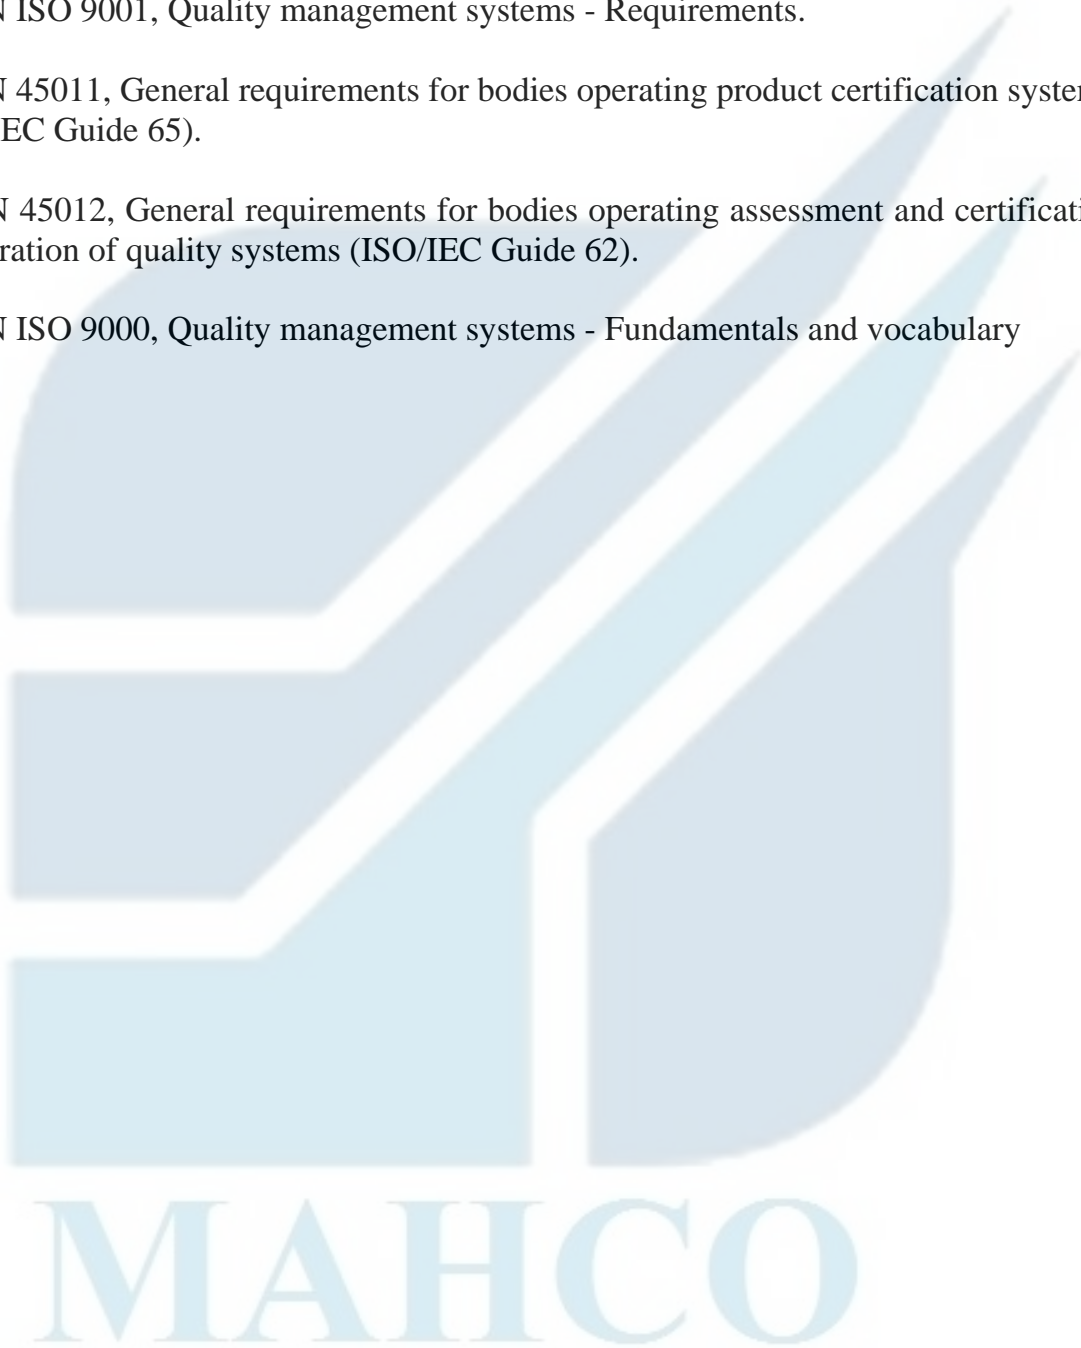 N ISO 9001, Quality management systems - Requirements.
N 45011, General requirements for bodies operating product certification system
EC Guide 65).
N 45012, General requirements for bodies operating assessment and certificati
ration of quality systems (ISO/IEC Guide 62).
N ISO 9000, Quality management systems - Fundamentals and vocabulary
MAHCO